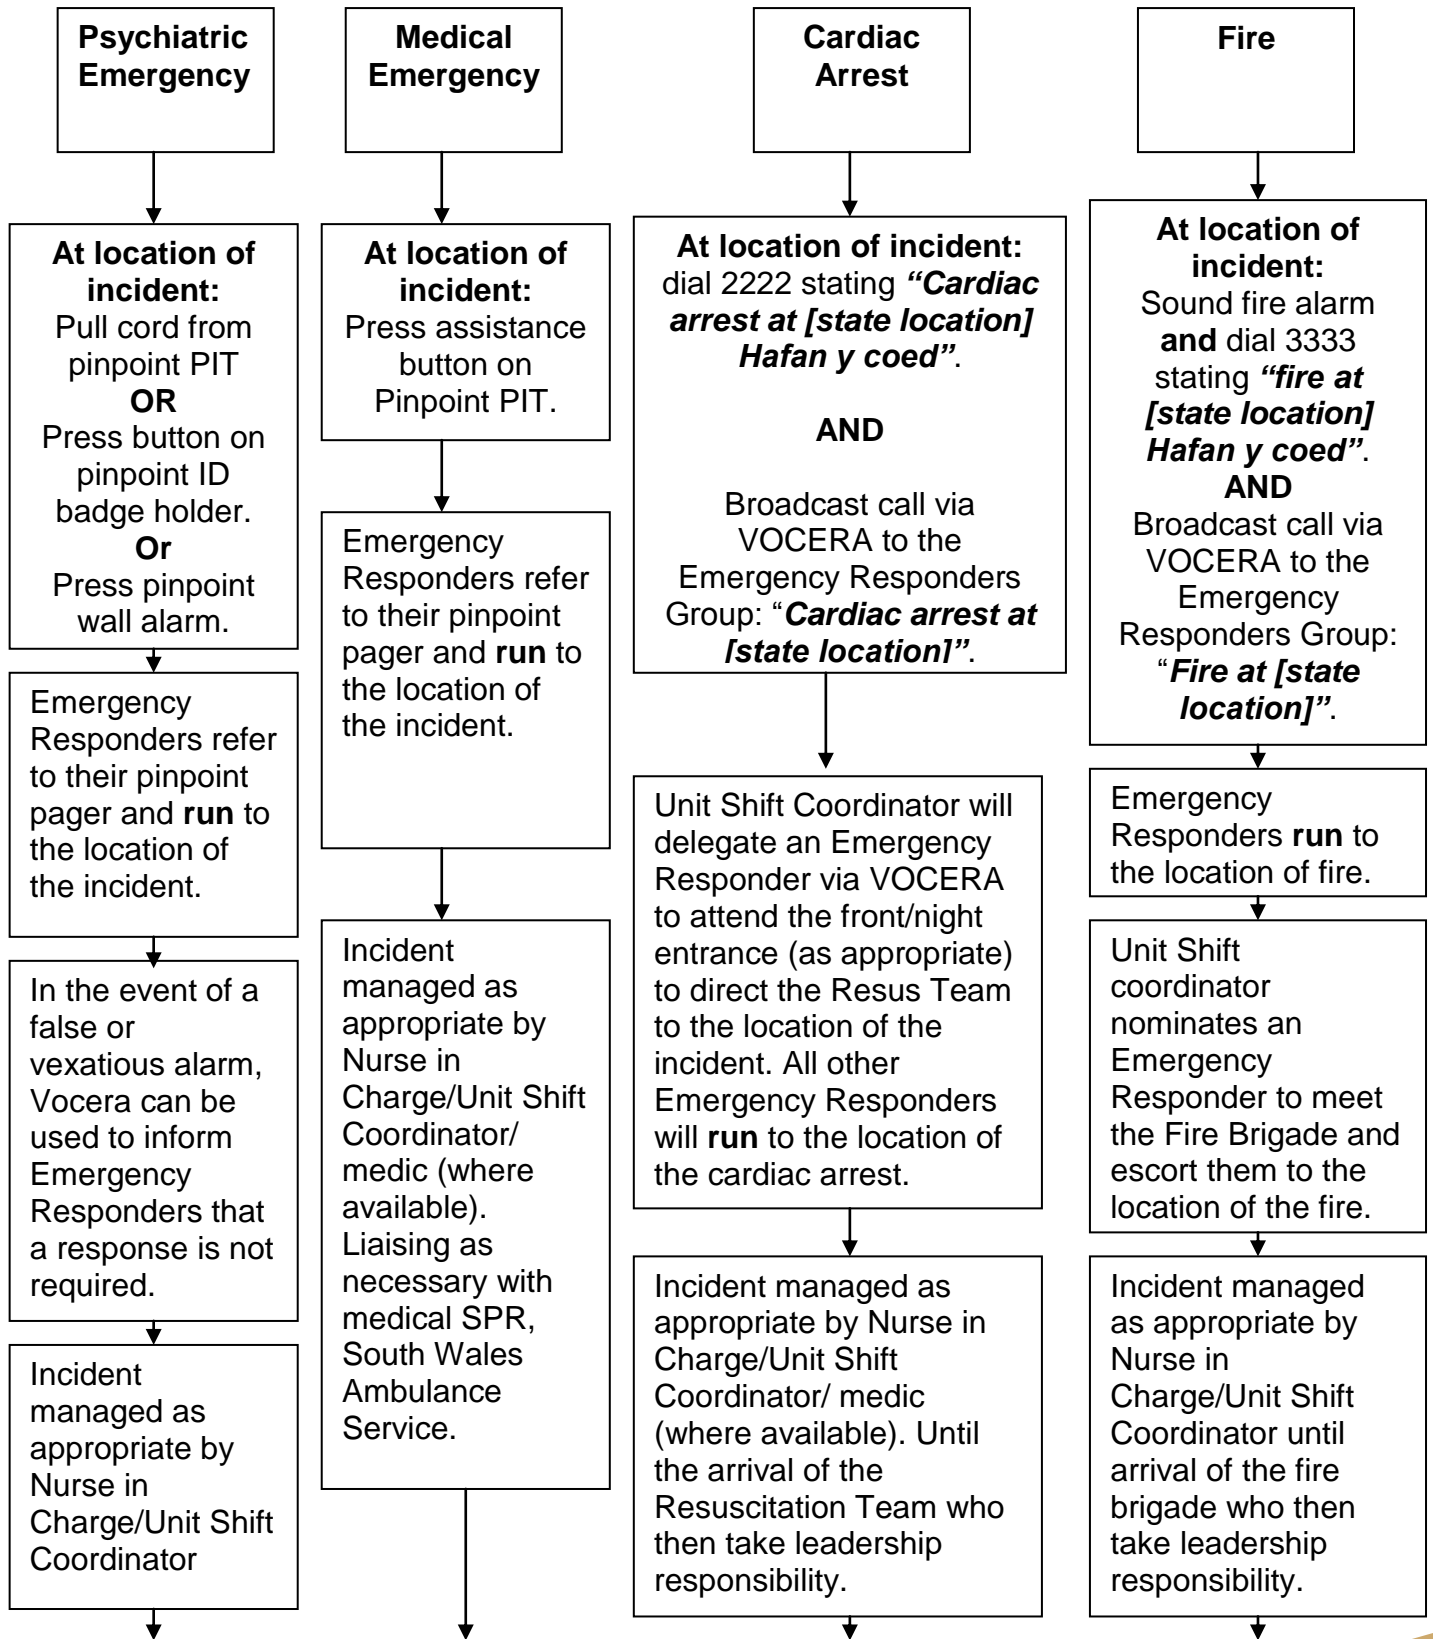 Psychiatric
Emergency
At location of
incident:
Pull cord from
pinpoint PIT
OR
Press button on
pinpoint ID
badge holder.
Or
Press pinpoint
wall alarm.
Emergency
Responders refer
to their pinpoint
pager and run to
the location of
the incident.
In the event of a
false or
vexatious alarm,
Vocera can be
used to inform
Emergency
Responders that
a response is not
required.
Incident
managed as
appropriate by
Nurse in
Charge/Unit Shift
Coordinator
Medical
Emergency
At location of
incident:
Press assistance
button on
Pinpoint PIT.
Emergency
Responders refer
to their pinpoint
pager and run to
the location of
the incident.
Incident
managed as
appropriate by
Nurse in
Charge/Unit Shift
Coordinator/
medic (where
available).
Liaising as
necessary with
medical SPR,
South Wales
Ambulance
Service.
Cardiac
Arrest
At location of incident:
dial 2222 stating “Cardiac
arrest at [state location]
Hafan y coed”.
AND
Broadcast call via
VOCERA to the
Emergency Responders
Group: “Cardiac arrest at
[state location]”.
Unit Shift Coordinator will
delegate an Emergency
Responder via VOCERA
to attend the front/night
entrance (as appropriate)
to direct the Resus Team
to the location of the
incident. All other
Emergency Responders
will run to the location of
the cardiac arrest.
Incident managed as
appropriate by Nurse in
Charge/Unit Shift
Coordinator/ medic
(where available). Until
the arrival of the
Resuscitation Team who
then take leadership
responsibility.
Fire
At location of
incident:
Sound fire alarm
and dial 3333
stating “fire at
[state location]
Hafan y coed”.
AND
Broadcast call via
VOCERA to the
Emergency
Responders Group:
“Fire at [state
location]”.
Emergency
Responders run to
the location of fire.
Unit Shift
coordinator
nominates an
Emergency
Responder to meet
the Fire Brigade and
escort them to the
location of the fire.
Incident managed
as appropriate by
Nurse in
Charge/Unit Shift
Coordinator until
arrival of the fire
brigade who then
take leadership
responsibility.